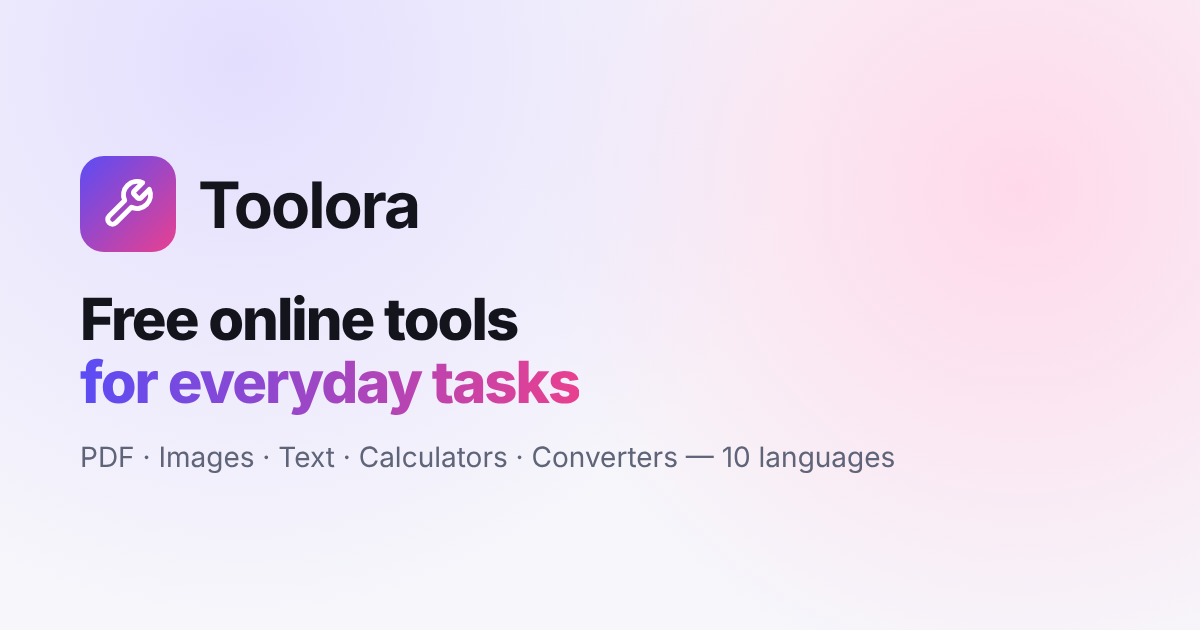 Toolora
Free online tools
for everyday tasks
PDF · Images · Text · Calculators · Converters — 10 languages